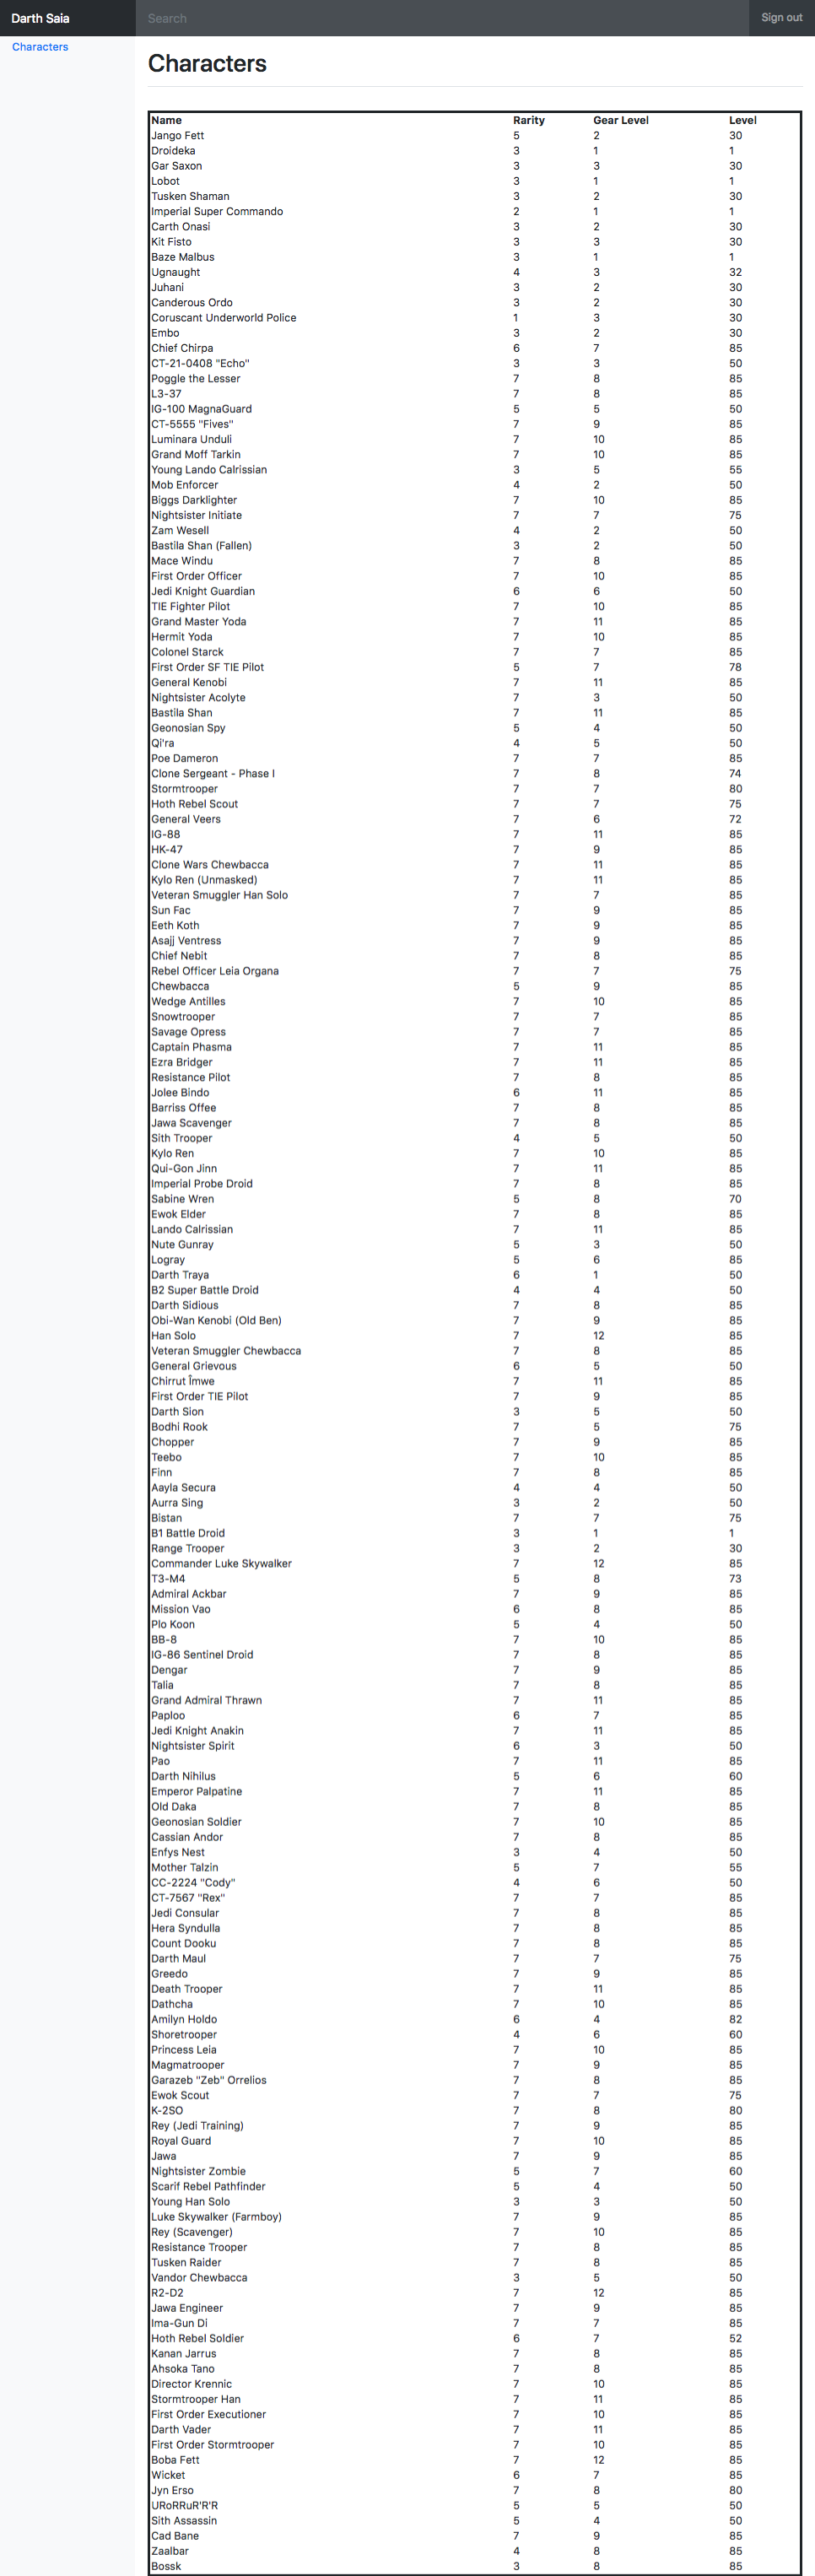 Darth Saia Search Sign out
Characters
Characters
Name Rarity Gear Level Level
Jango Fett 5 2 30
Droideka 3 1 1
Gar Saxon 3 3 30
Lobot 3 1 1
Tusken Shaman 3 2 30
Imperial Super Commando 2 1 1
Carth Onasi 3 2 30
Kit Fisto 3 3 30
Baze Malbus 3 1 1
Ugnaught 4 3 32
Juhani 3 2 30
Canderous Ordo 3 2 30
Coruscant Underworld Police 1 3 30
Embo 3 2 30
Chief Chirpa 6 7 85
CT-21-0408 "Echo" 3 3 50
Poggle the Lesser 7 8 85
L3-37 7 8 85
IG-100 MagnaGuard 5 5 50
CT-5555 "Fives" 7 9 85
Luminara Unduli 7 10 85
Grand Moff Tarkin 7 10 85
Young Lando Calrissian 3 5 55
Mob Enforcer 4 2 50
Biggs Darklighter 7 10 85
Nightsister Initiate 7 7 75
Zam Wesell 4 2 50
Bastila Shan (Fallen) 3 2 50
Mace Windu 7 8 85
First Order Officer 7 10 85
Jedi Knight Guardian 6 6 50
TIE Fighter Pilot 7 10 85
Grand Master Yoda 7 11 85
Hermit Yoda 7 10 85
Colonel Starck 7 7 85
First Order SF TIE Pilot 5 7 78
General Kenobi 7 11 85
Nightsister Acolyte 7 3 50
Bastila Shan 7 11 85
Geonosian Spy 5 4 50
Qi'ra 4 5 50
Poe Dameron 7 7 85
Clone Sergeant - Phase I 7 8 74
Stormtrooper 7 7 80
Hoth Rebel Scout 7 7 75
General Veers 7 6 72
IG-88 7 11 85
HK-47 7 9 85
Clone Wars Chewbacca 7 11 85
Kylo Ren (Unmasked) 7 11 85
Veteran Smuggler Han Solo 7 7 85
Sun Fac 7 9 85
Eeth Koth 7 9 85
Asajj Ventress 7 9 85
Chief Nebit 7 8 85
Rebel Officer Leia Organa 7 7 75
Chewbacca 5 9 85
Wedge Antilles 7 10 85
Snowtrooper 7 7 85
Savage Opress 7 7 85
Captain Phasma 7 11 85
Ezra Bridger 7 11 85
Resistance Pilot 7 8 85
Jolee Bindo 6 11 85
Barriss Offee 7 8 85
Jawa Scavenger 7 8 85
Sith Trooper 4 5 50
Kylo Ren 7 10 85
Qui-Gon Jinn 7 11 85
Imperial Probe Droid 7 8 85
Sabine Wren 5 8 70
Ewok Elder 7 8 85
Lando Calrissian 7 11 85
Nute Gunray 5 3 50
Logray 5 6 85
Darth Traya 6 1 50
B2 Super Battle Droid 4 4 50
Darth Sidious 7 8 85
Obi-Wan Kenobi (Old Ben) 7 9 85
Han Solo 7 12 85
Veteran Smuggler Chewbacca 7 8 85
General Grievous 6 5 50
Chirrut Îmwe 7 11 85
First Order TIE Pilot 7 9 85
Darth Sion 3 5 50
Bodhi Rook 7 5 75
Chopper 7 9 85
Teebo 7 10 85
Finn 7 8 85
Aayla Secura 4 4 50
Aurra Sing 3 2 50
Bistan 7 7 75
B1 Battle Droid 3 1 1
Range Trooper 3 2 30
Commander Luke Skywalker 7 12 85
T3-M4 5 8 73
Admiral Ackbar 7 9 85
Mission Vao 6 8 85
Plo Koon 5 4 50
BB-8 7 10 85
IG-86 Sentinel Droid 7 8 85
Dengar 7 9 85
Talia 7 8 85
Grand Admiral Thrawn 7 11 85
Paploo 6 7 85
Jedi Knight Anakin 7 11 85
Nightsister Spirit 6 3 50
Pao 7 11 85
Darth Nihilus 5 6 60
Emperor Palpatine 7 11 85
Old Daka 7 8 85
Geonosian Soldier 7 10 85
Cassian Andor 7 8 85
Enfys Nest 3 4 50
Mother Talzin 5 7 55
CC-2224 "Cody" 4 6 50
CT-7567 "Rex" 7 7 85
Jedi Consular 7 8 85
Hera Syndulla 7 8 85
Count Dooku 7 8 85
Darth Maul 7 7 75
Greedo 7 9 85
Death Trooper 7 11 85
Dathcha 7 10 85
Amilyn Holdo 6 4 82
Shoretrooper 4 6 60
Princess Leia 7 10 85
Magmatrooper 7 9 85
Garazeb "Zeb" Orrelios 7 8 85
Ewok Scout 7 7 75
K-2SO 7 8 80
Rey (Jedi Training) 7 9 85
Royal Guard 7 10 85
Jawa 7 9 85
Nightsister Zombie 5 7 60
Scarif Rebel Pathfinder 5 4 50
Young Han Solo 3 3 50
Luke Skywalker (Farmboy) 7 9 85
Rey (Scavenger) 7 10 85
Resistance Trooper 7 8 85
Tusken Raider 7 8 85
Vandor Chewbacca 3 5 50
R2-D2 7 12 85
Jawa Engineer 7 9 85
Ima-Gun Di 7 7 85
Hoth Rebel Soldier 6 7 52
Kanan Jarrus 7 8 85
Ahsoka Tano 7 8 85
Director Krennic 7 10 85
Stormtrooper Han 7 11 85
First Order Executioner 7 10 85
Darth Vader 7 11 85
First Order Stormtrooper 7 10 85
Boba Fett 7 12 85
Wicket 6 7 85
Jyn Erso 7 8 80
URoRRuR'R'R 5 5 50
Sith Assassin 5 4 50
Cad Bane 7 9 85
Zaalbar 4 8 85
Bossk 3 8 85